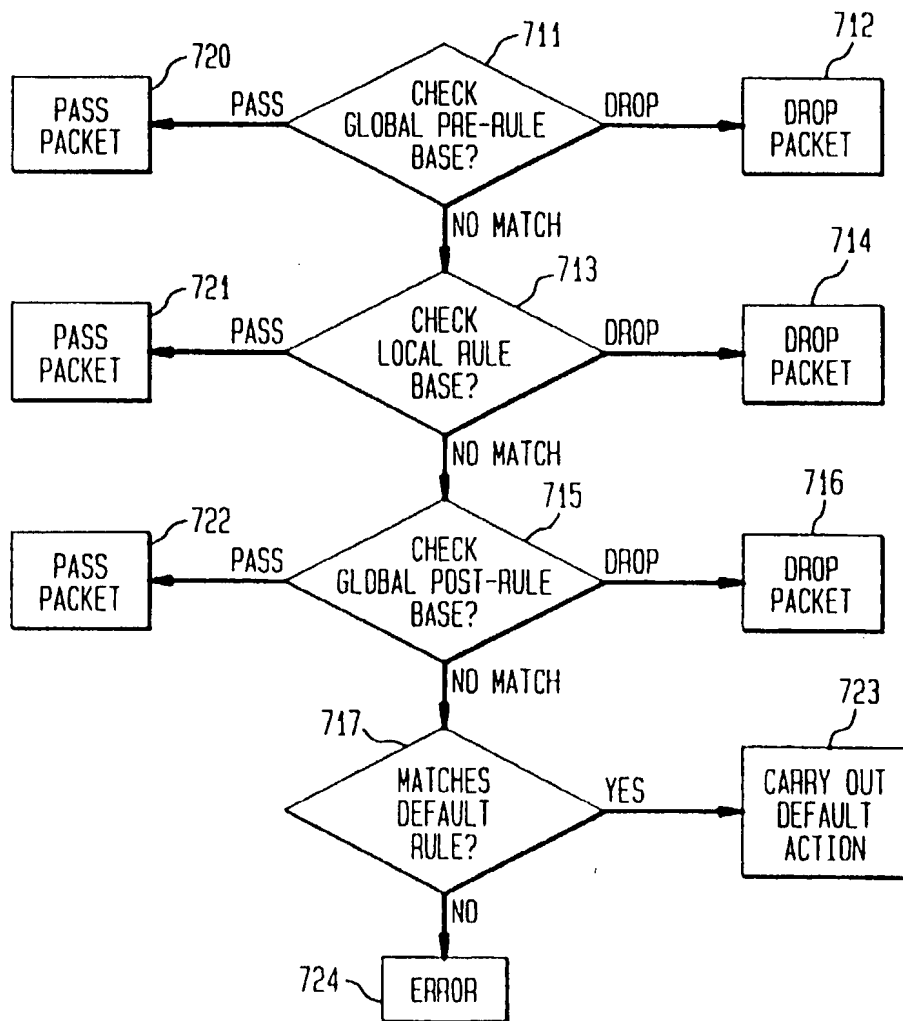 711
720
712
PASS
PACKET
PASS
CHECK
GLOBAL PRE-RULE
BASE?
DROP
DROP
PACKET
NO MATCH
713
714
721
PASS
PACKET
PASS
CHECK
LOCAL RULE
BASE?
DROP
DROP
PACKET
NO MATCH
715
716
722
PASS
PACKET
PASS
CHECK
GLOBAL POST-RULE
BASE?
DROP
DROP
PACKET
NO MATCH
717
723
MATCHES
DEFAULT
RULE?
YES
CARRY OUT
DEFAULT
ACTION
NO
724
ERROR